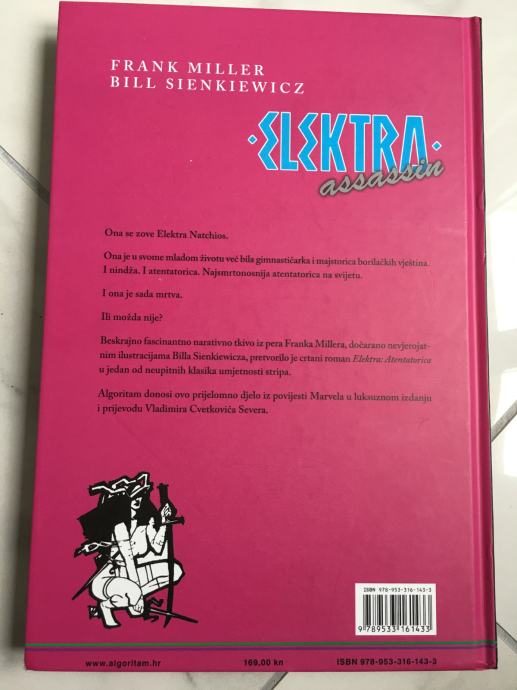 FRANK MILLER
BILL SIENKIEWICZ
·ELEKTRA·
assassin
Ona se zove Elektra Natchios.
Ona je u svome mladom životu već bila gimnastičarka i majstorica borilačkih vještina.
I nindža. I atentatorica. Najsmrtonosnija atentatorica na svijetu.
I ona je sada mrtva.
Ili možda nije?
Beskrajno fascinantno narativno tkivo iz pera Franka Millera, dočarano nevjerojat-
nim ilustracijama Billa Sienkiewicza, pretvorilo je crtani roman Elektra: Atentatorica
u jedan od neupitnih klasika umjetnosti stripa.
Algoritam donosi ovo prijelomno djelo iz povijesti Marvela u luksuznom izdanju
i prijevodu Vladimira Cvetkovića Severa.
ISBN 978-953-316-143-3
9 789533 161433
www.algoritam.hr 169,00 kn ISBN 978-953-316-143-3